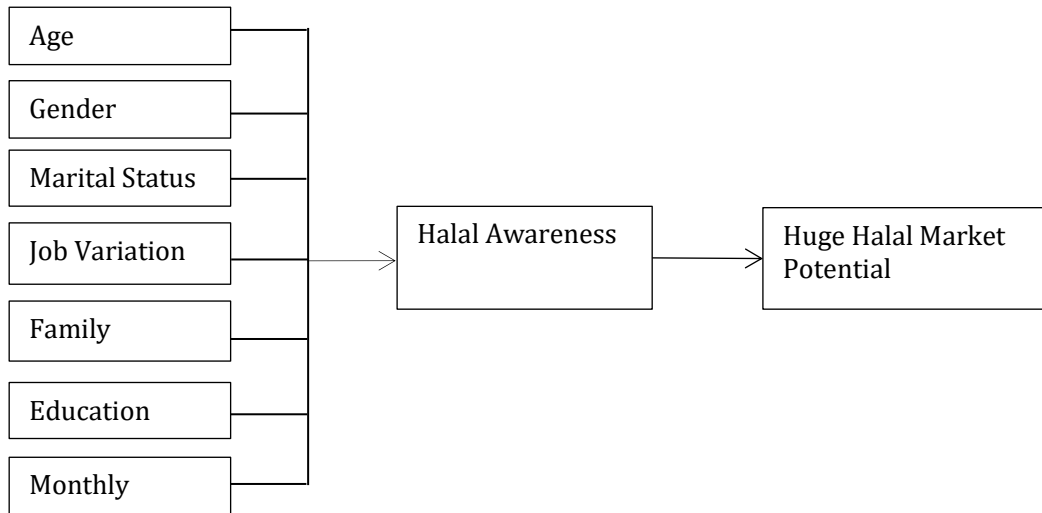 Age
Gender
Marital Status
Job Variation
Family
Education
Monthly
Halal Awareness
Huge Halal Market
Potential